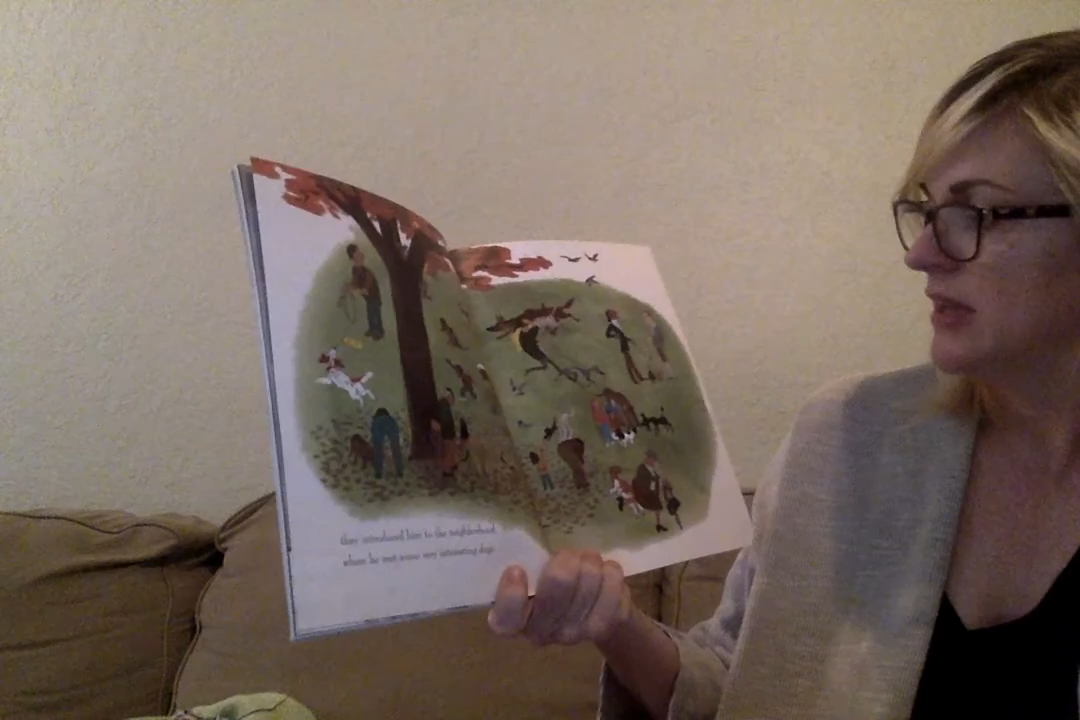 they introduced him to the neighborhood,
where he met some very interesting dogs.